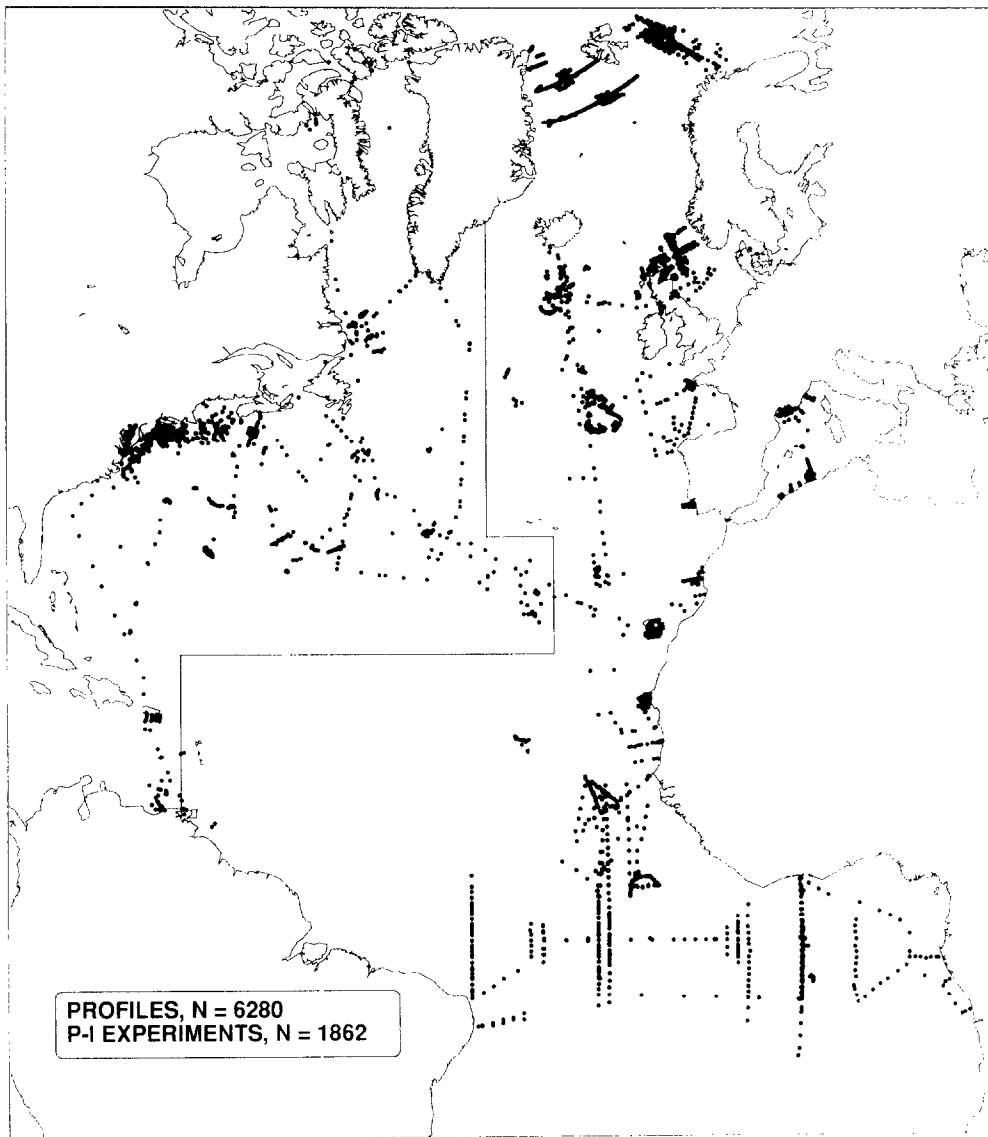 PROFILES, N = 6280
P-I EXPERIMENTS, N = 1862